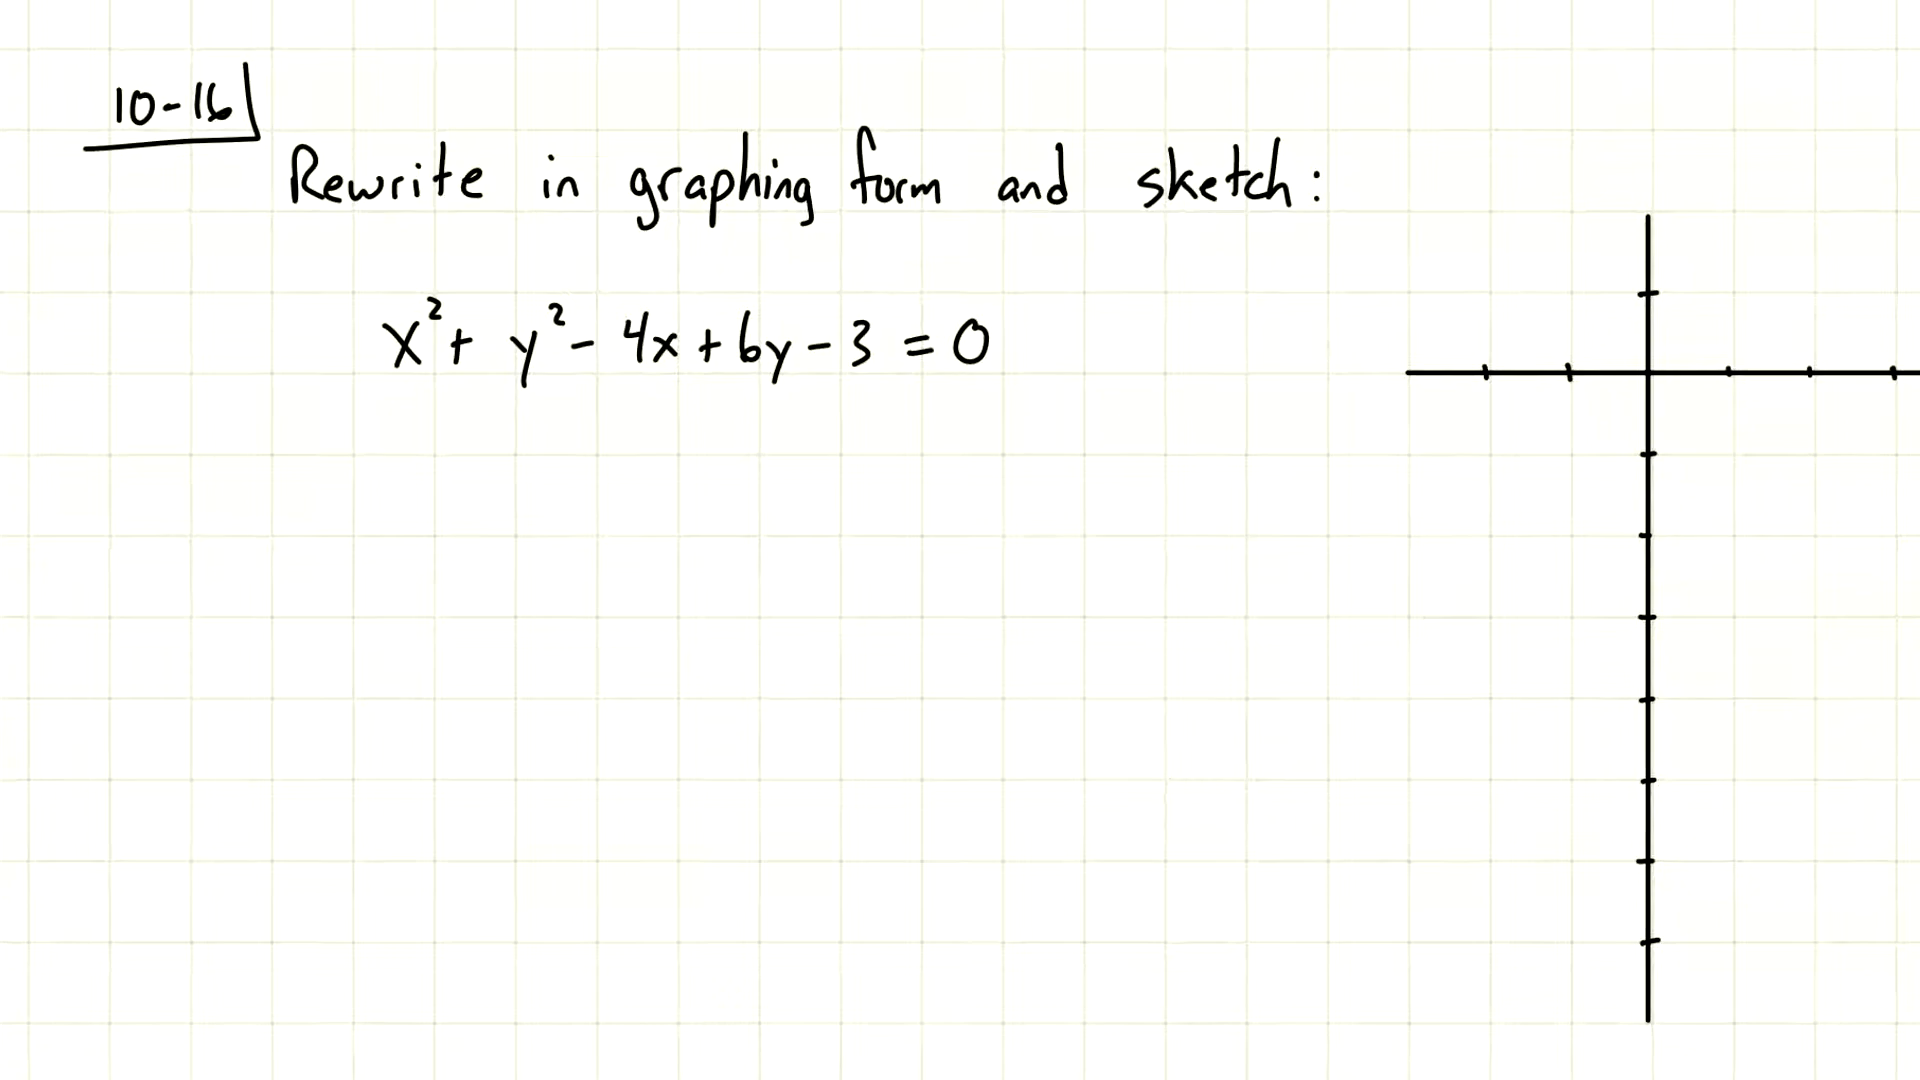 10-16
Rewrite in graphing form and sketch:
x² + y² - 4x + 6y - 3 = 0